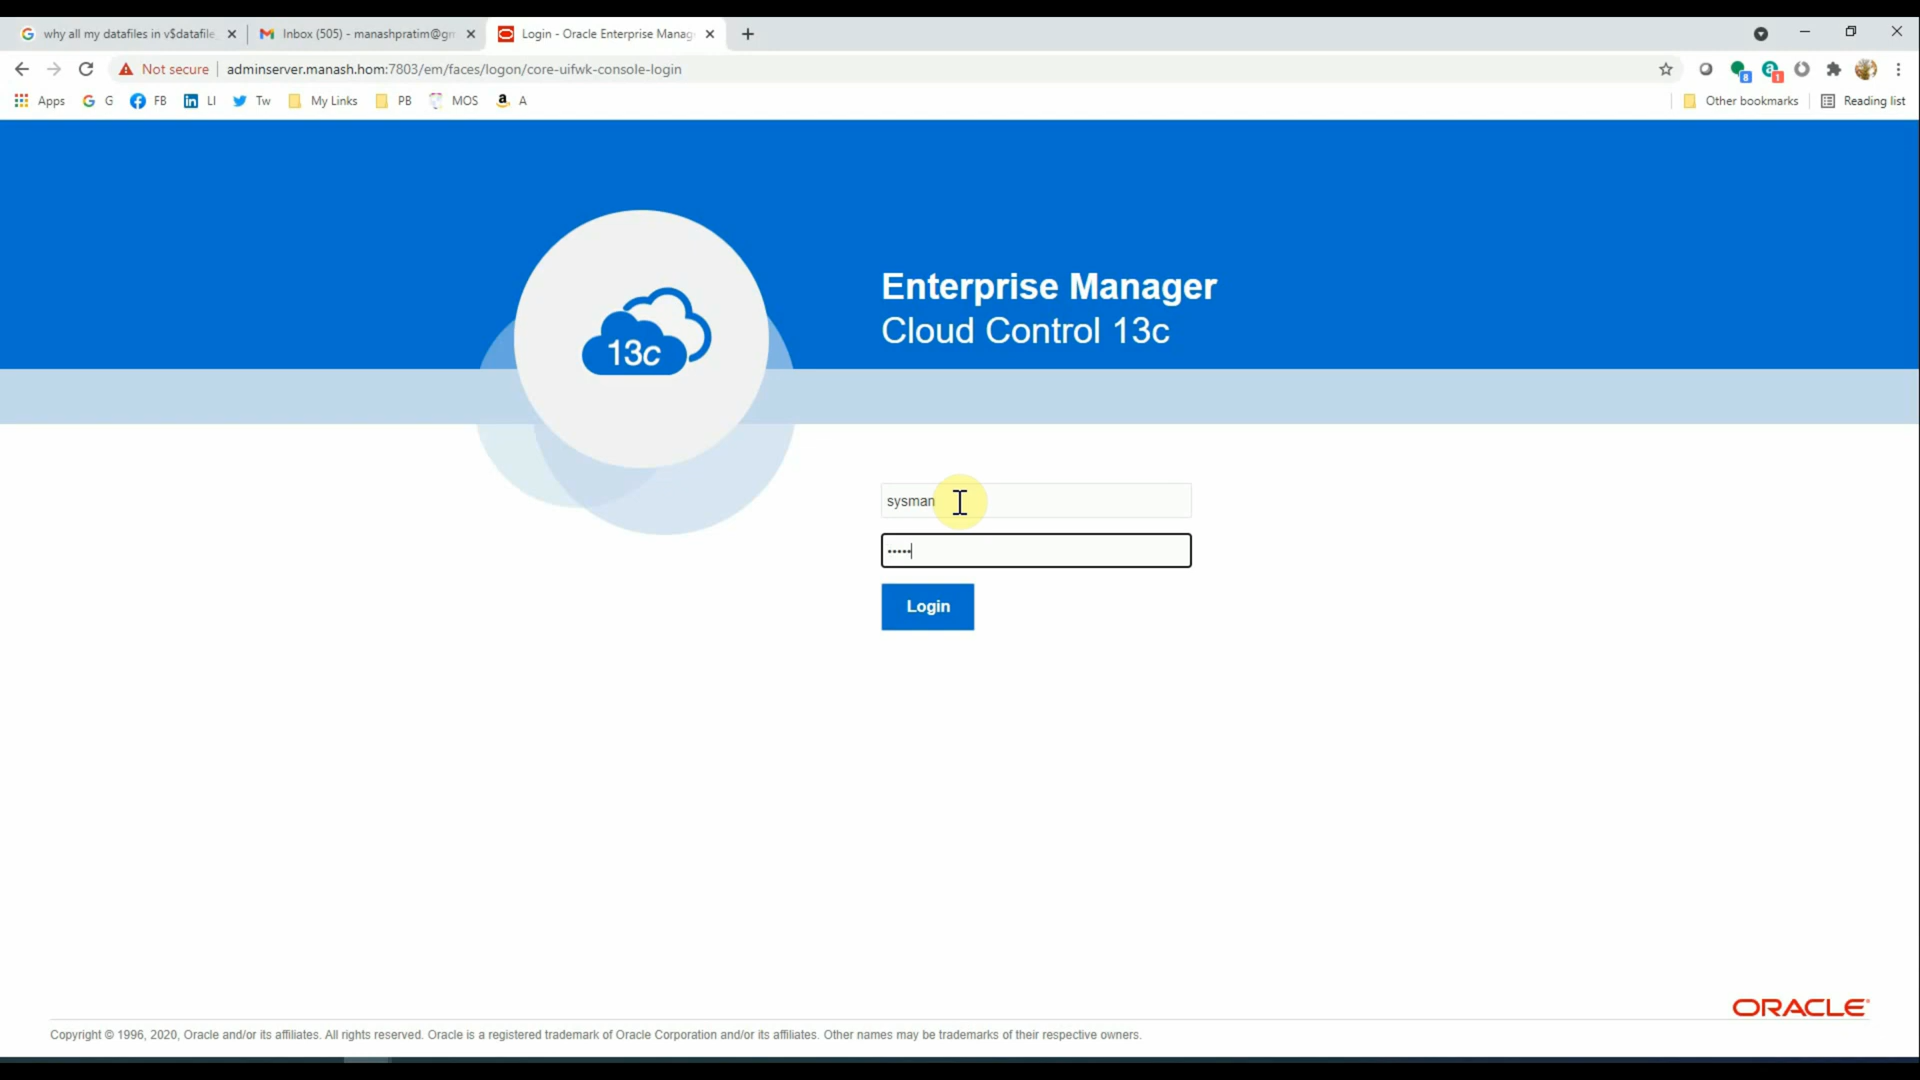 why all my datafiles in v$datafile
Inbox (505) - manashpratim@gm
Login - Oracle Enterprise Manag
Not secure
adminserver.manash.hom:7803/em/faces/logon/core-uifwk-console-login
8
a
1
Apps
G G
FB
in LI
Tw
My Links
PB
MOS
a A
Other bookmarks
Reading list
13c
Enterprise Manager
Cloud Control 13c
sysman
•••••
Login
ORACLE®
Copyright © 1996, 2020, Oracle and/or its affiliates. All rights reserved. Oracle is a registered trademark of Oracle Corporation and/or its affiliates. Other names may be trademarks of their respective owners.